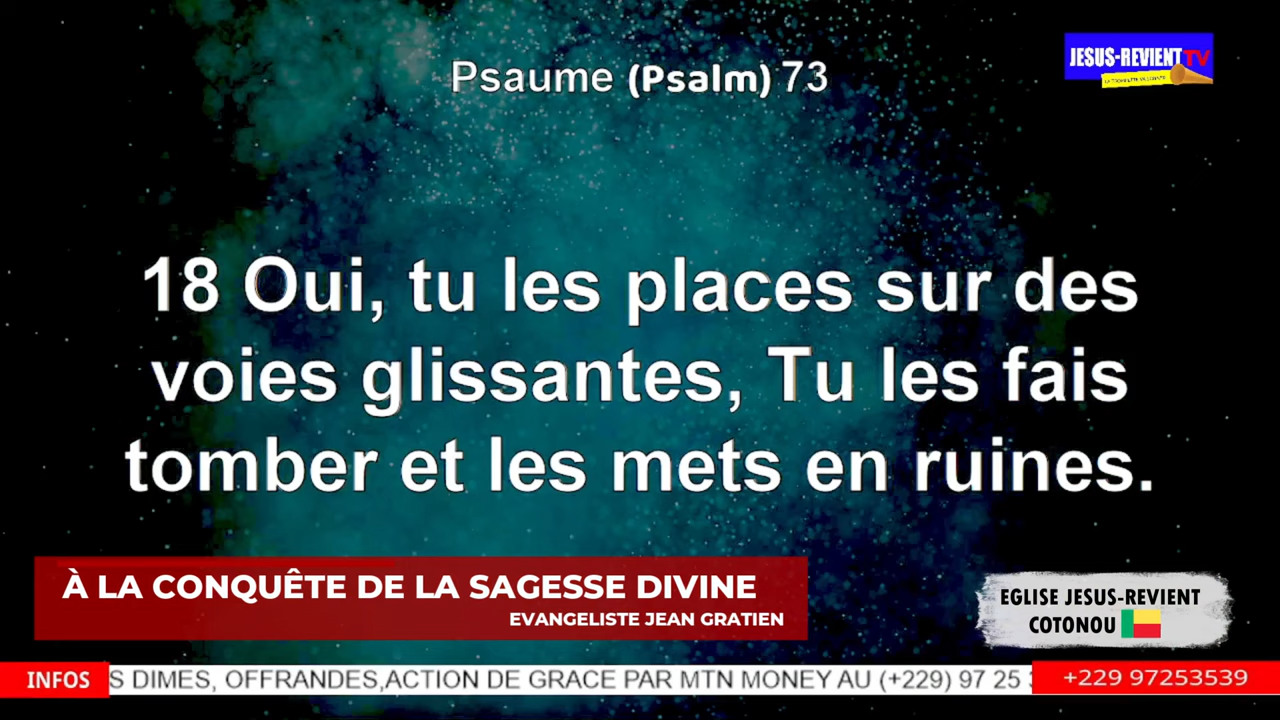 Psaume (Psalm) 73
JESUS-REVIENT TV
18 Oui, tu les places sur des
voies glissantes, Tu les fais
tomber et les mets en ruines.
À LA CONQUÊTE DE LA SAGESSE DIVINE
EVANGELISTE JEAN GRATIEN
EGLISE JESUS-REVIENT
COTONOU
INFOS S DIMES, OFFRANDES,ACTION DE GRACE PAR MTN MONEY AU (+229) 97 25 +229 97253539